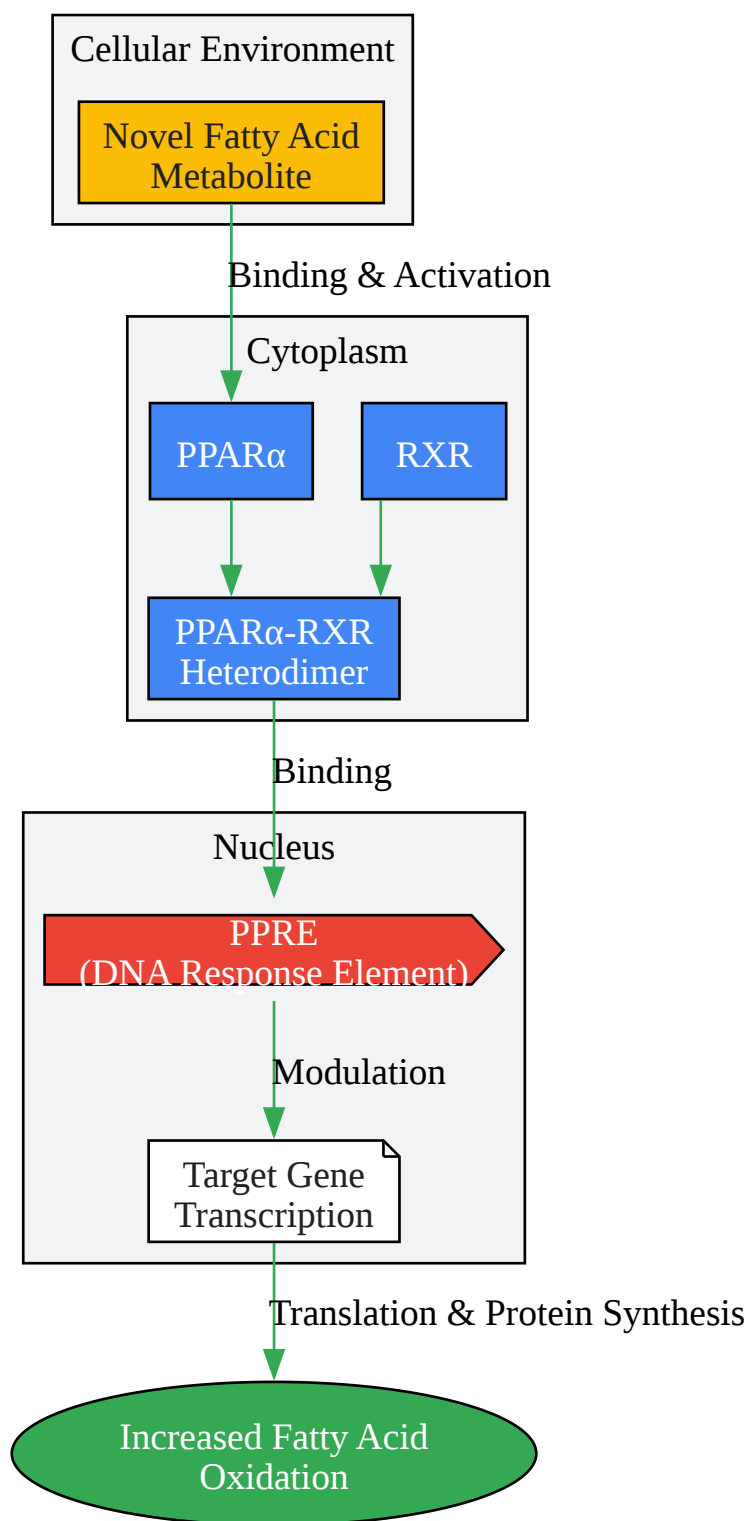 Cellular Environment
Novel Fatty Acid
Metabolite
Binding & Activation
Cytoplasm
PPARα
RXR
PPARα-RXR
Heterodimer
Binding
Nucleus
PPRE
(DNA Response Element)
Modulation
Target Gene
Transcription
Translation & Protein Synthesis
Increased Fatty Acid
Oxidation